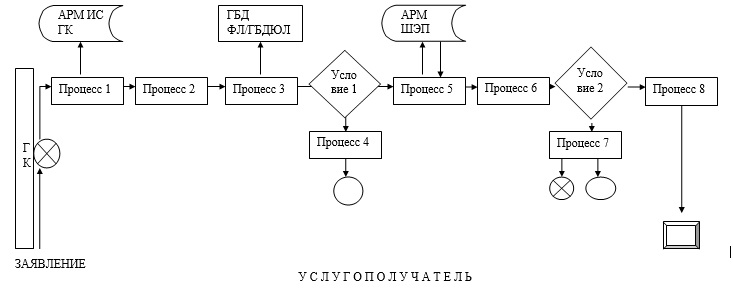 АРМ ИС
ГК
ГБД
ФЛ/ГБДЮЛ
АРМ
ШЭП
Процесс 1
Процесс 2
Процесс 3
Усло
вие 1
Процесс 5
Процесс 6
Усло
вие 2
Процесс 8
Г
К
Процесс 4
Процесс 7
ЗАЯВЛЕНИЕ
У С Л У Г О П О Л У Ч А Т Е Л Ь